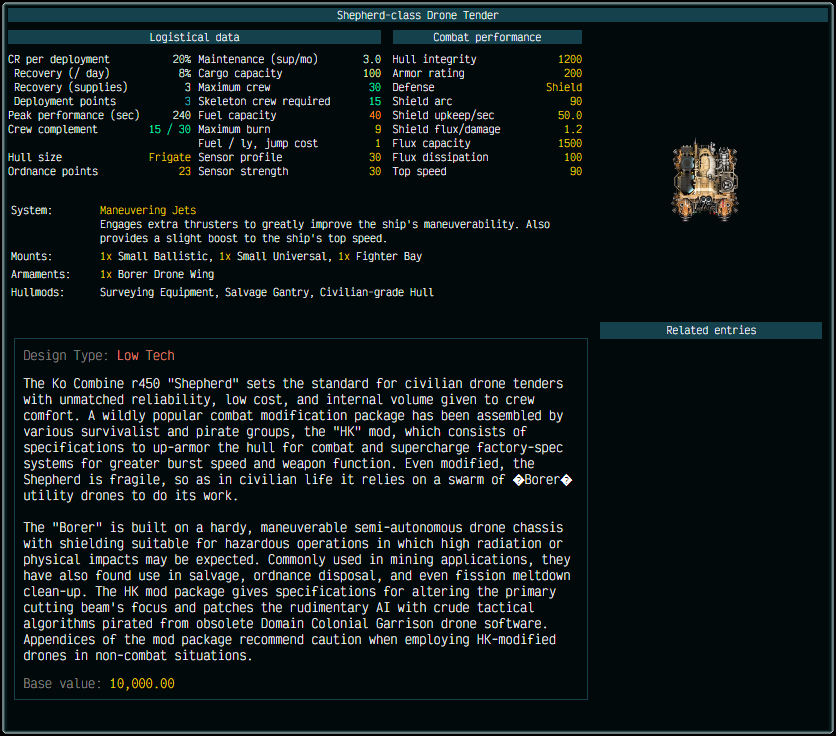 Shepherd-class Drone Tender
Logistical data
CR per deployment 20%
Recovery (/ day) 8%
Recovery (supplies) 3
Deployment points 3
Peak performance (sec) 240
Crew complement 15 / 30
Hull size Frigate
Ordnance points 23
Maintenance (sup/mo) 3.0
Cargo capacity 100
Maximum crew 30
Skeleton crew required 15
Fuel capacity 40
Maximum burn 9
Fuel / ly, jump cost 1
Sensor profile 30
Sensor strength 30
Combat performance
Hull integrity 1200
Armor rating 200
Defense Shield
Shield arc 90
Shield upkeep/sec 50.0
Shield flux/damage 1.2
Flux capacity 1500
Flux dissipation 100
Top speed 90
System: Maneuvering Jets
Engages extra thrusters to greatly improve the ship's maneuverability. Also
provides a slight boost to the ship's top speed.
Mounts: 1x Small Ballistic, 1x Small Universal, 1x Fighter Bay
Armaments: 1x Borer Drone Wing
Hullmods: Surveying Equipment, Salvage Gantry, Civilian-grade Hull
Related entries
Design Type: Low Tech
The Ko Combine r450 "Shepherd" sets the standard for civilian drone tenders
with unmatched reliability, low cost, and internal volume given to crew
comfort. A wildly popular combat modification package has been assembled by
various survivalist and pirate groups, the "HK" mod, which consists of
specifications to up-armor the hull for combat and supercharge factory-spec
systems for greater burst speed and weapon function. Even modified, the
Shepherd is fragile, so as in civilian life it relies on a swarm of �Borer�
utility drones to do its work.
The "Borer" is built on a hardy, maneuverable semi-autonomous drone chassis
with shielding suitable for hazardous operations in which high radiation or
physical impacts may be expected. Commonly used in mining applications, they
have also found use in salvage, ordnance disposal, and even fission meltdown
clean-up. The HK mod package gives specifications for altering the primary
cutting beam's focus and patches the rudimentary AI with crude tactical
algorithms pirated from obsolete Domain Colonial Garrison drone software.
Appendices of the mod package recommend caution when employing HK-modified
drones in non-combat situations.
Base value: 10,000.00